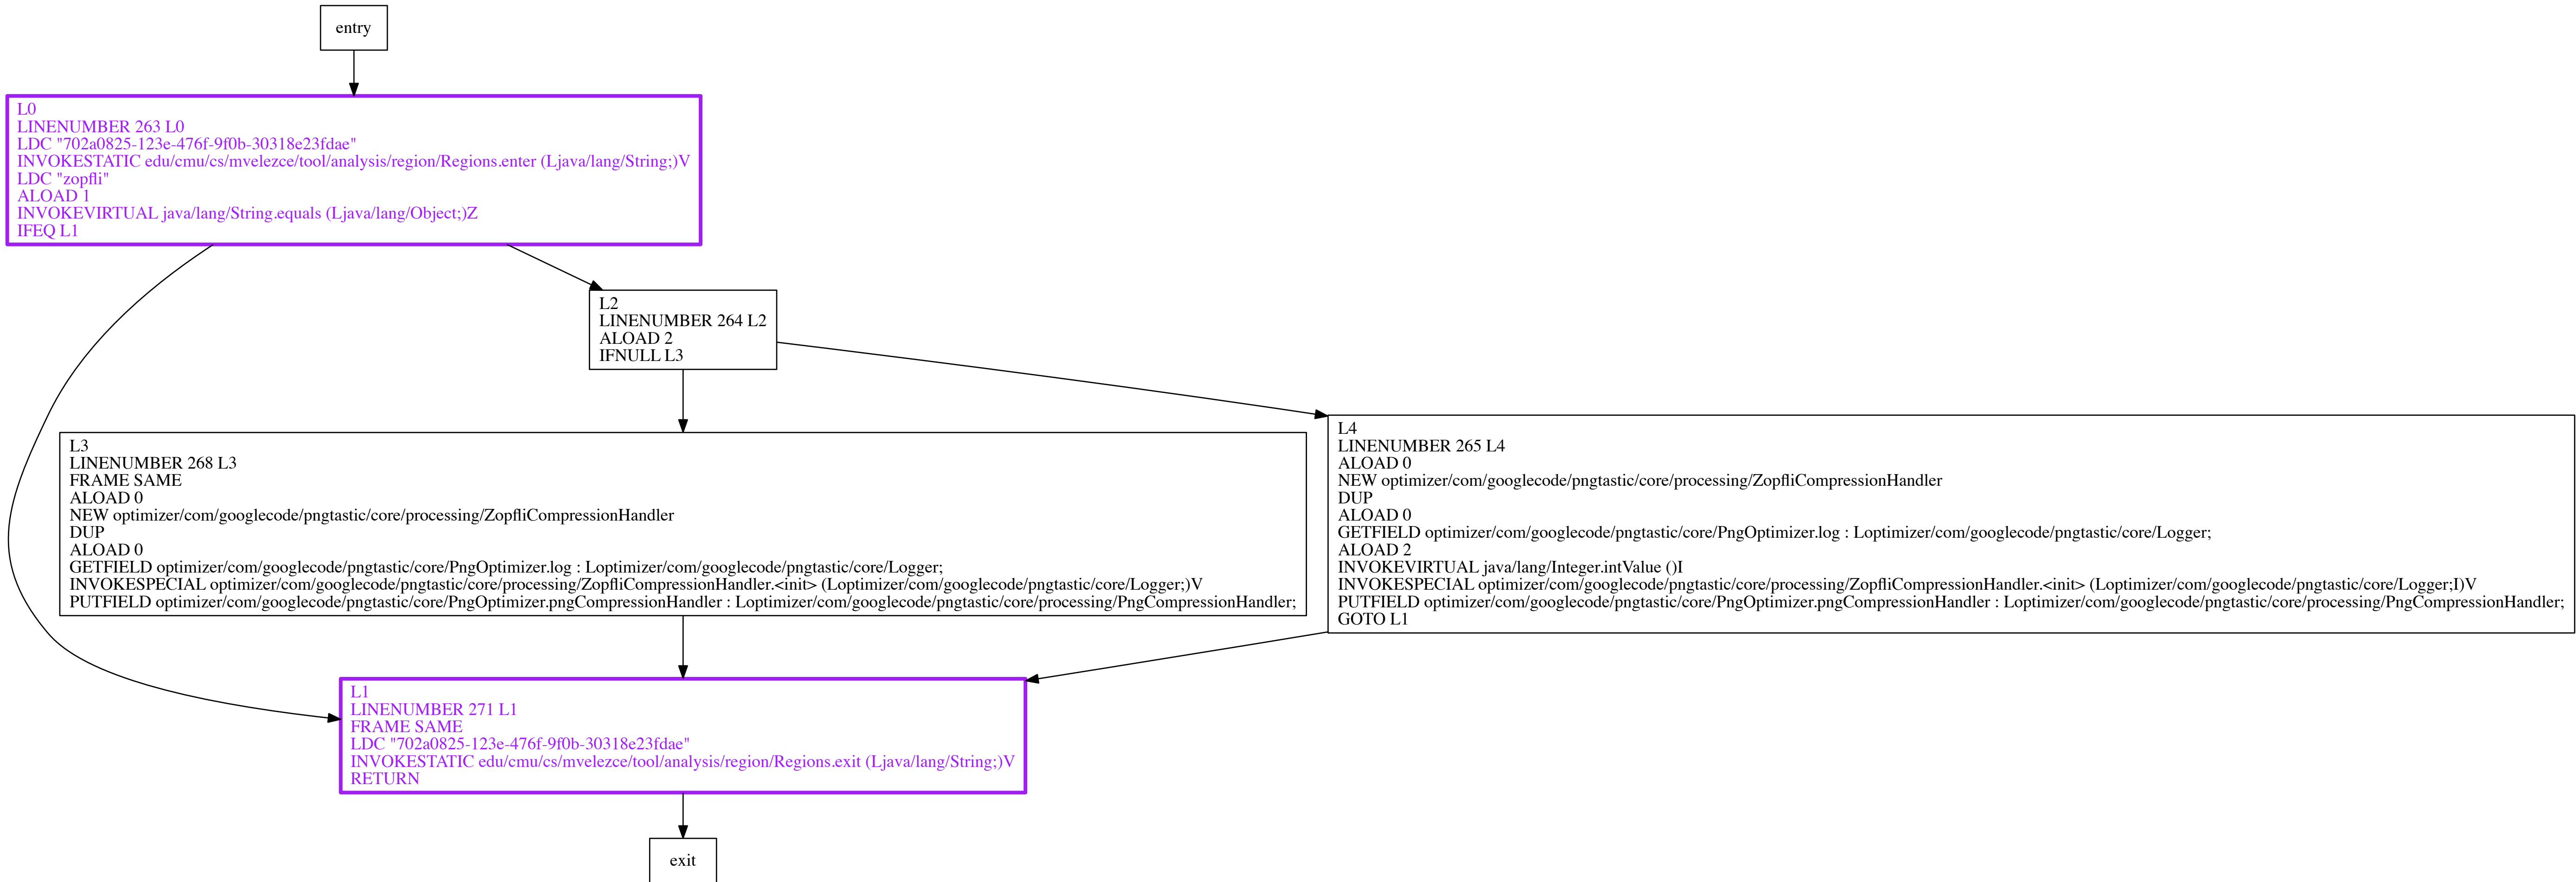 entry
L0
LINENUMBER 263 L0
LDC "702a0825-123e-476f-9f0b-30318e23fdae"
INVOKESTATIC edu/cmu/cs/mvelezce/tool/analysis/region/Regions.enter (Ljava/lang/String;)V
LDC "zopfli"
ALOAD 1
INVOKEVIRTUAL java/lang/String.equals (Ljava/lang/Object;)Z
IFEQ L1
L2
LINENUMBER 264 L2
ALOAD 2
IFNULL L3
L3
LINENUMBER 268 L3
FRAME SAME
ALOAD 0
NEW optimizer/com/googlecode/pngtastic/core/processing/ZopfliCompressionHandler
DUP
ALOAD 0
GETFIELD optimizer/com/googlecode/pngtastic/core/PngOptimizer.log : Loptimizer/com/googlecode/pngtastic/core/Logger;
INVOKESPECIAL optimizer/com/googlecode/pngtastic/core/processing/ZopfliCompressionHandler.<init> (Loptimizer/com/googlecode/pngtastic/core/Logger;)V
PUTFIELD optimizer/com/googlecode/pngtastic/core/PngOptimizer.pngCompressionHandler : Loptimizer/com/googlecode/pngtastic/core/processing/PngCompressionHandler;
L4
LINENUMBER 265 L4
ALOAD 0
NEW optimizer/com/googlecode/pngtastic/core/processing/ZopfliCompressionHandler
DUP
ALOAD 0
GETFIELD optimizer/com/googlecode/pngtastic/core/PngOptimizer.log : Loptimizer/com/googlecode/pngtastic/core/Logger;
ALOAD 2
INVOKEVIRTUAL java/lang/Integer.intValue ()I
INVOKESPECIAL optimizer/com/googlecode/pngtastic/core/processing/ZopfliCompressionHandler.<init> (Loptimizer/com/googlecode/pngtastic/core/Logger;I)V
PUTFIELD optimizer/com/googlecode/pngtastic/core/PngOptimizer.pngCompressionHandler : Loptimizer/com/googlecode/pngtastic/core/processing/PngCompressionHandler;
GOTO L1
L1
LINENUMBER 271 L1
FRAME SAME
LDC "702a0825-123e-476f-9f0b-30318e23fdae"
INVOKESTATIC edu/cmu/cs/mvelezce/tool/analysis/region/Regions.exit (Ljava/lang/String;)V
RETURN
exit